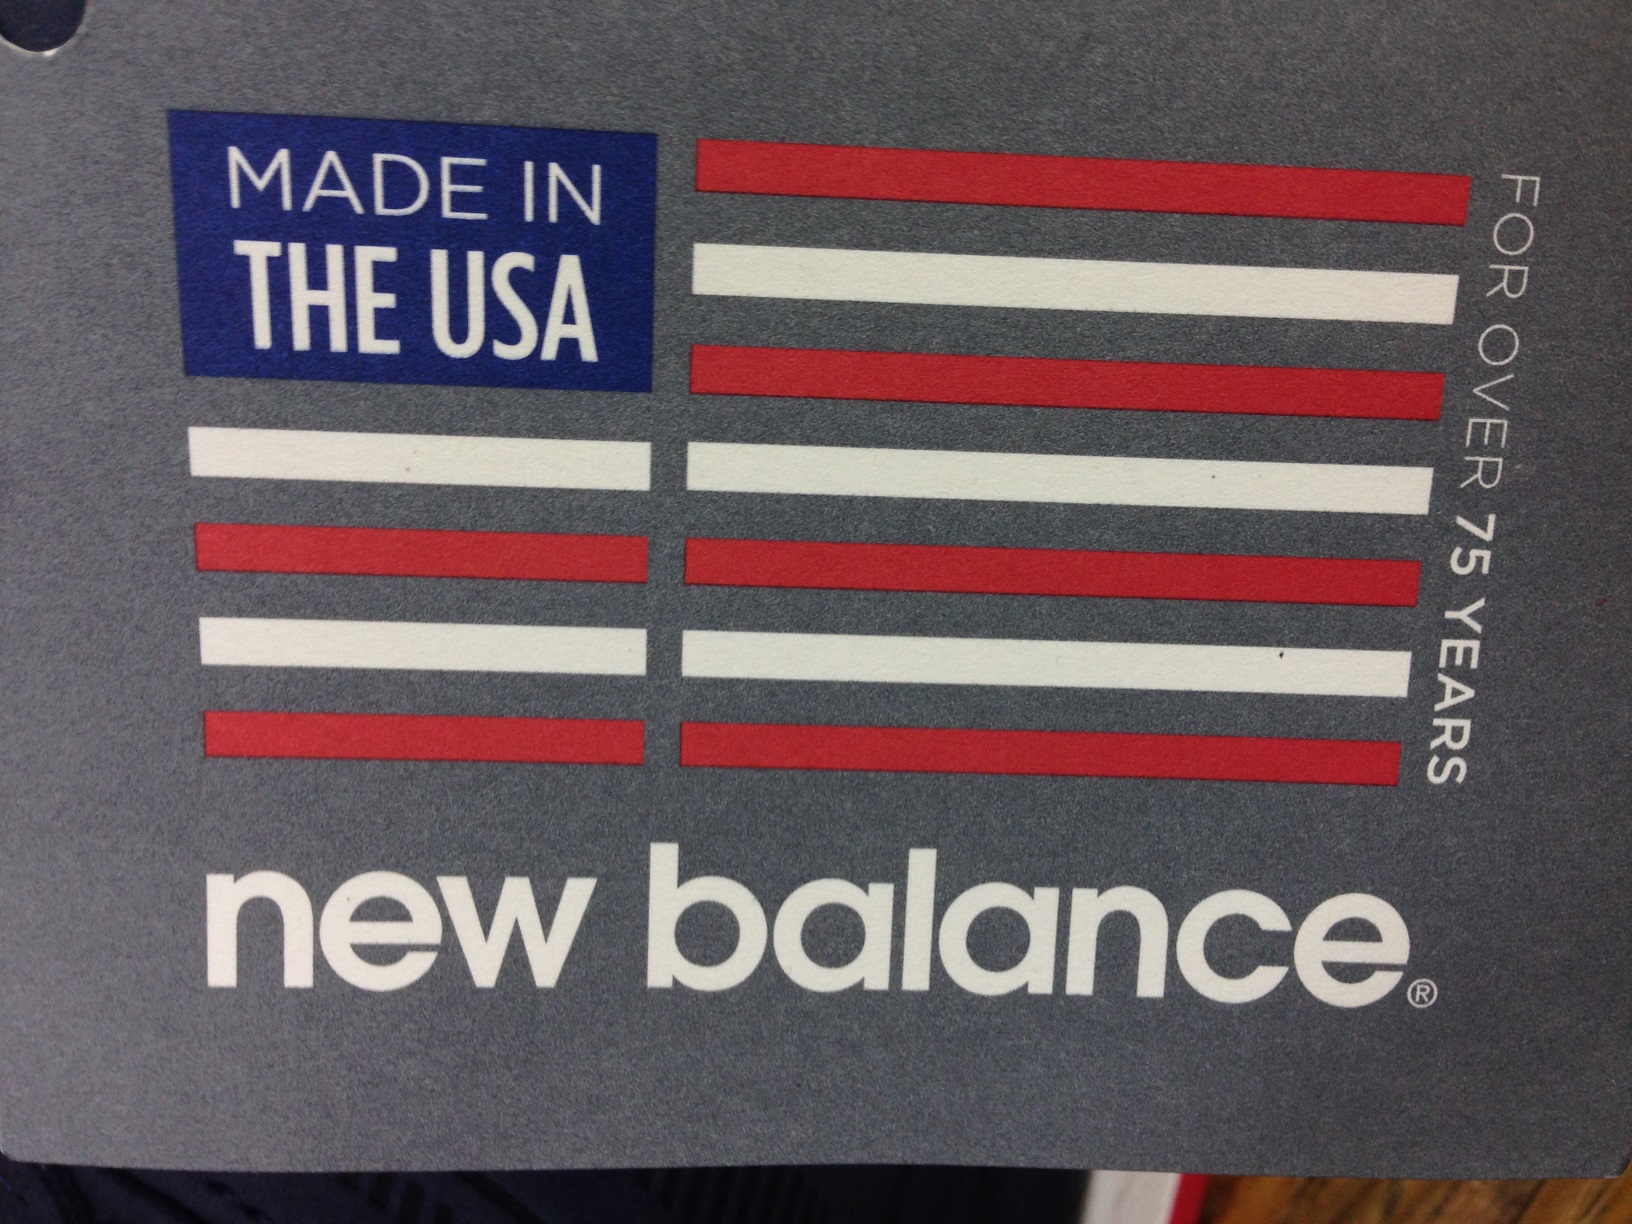 MADE IN
THE USA
FOR OVER 75 YEARS
new balance®